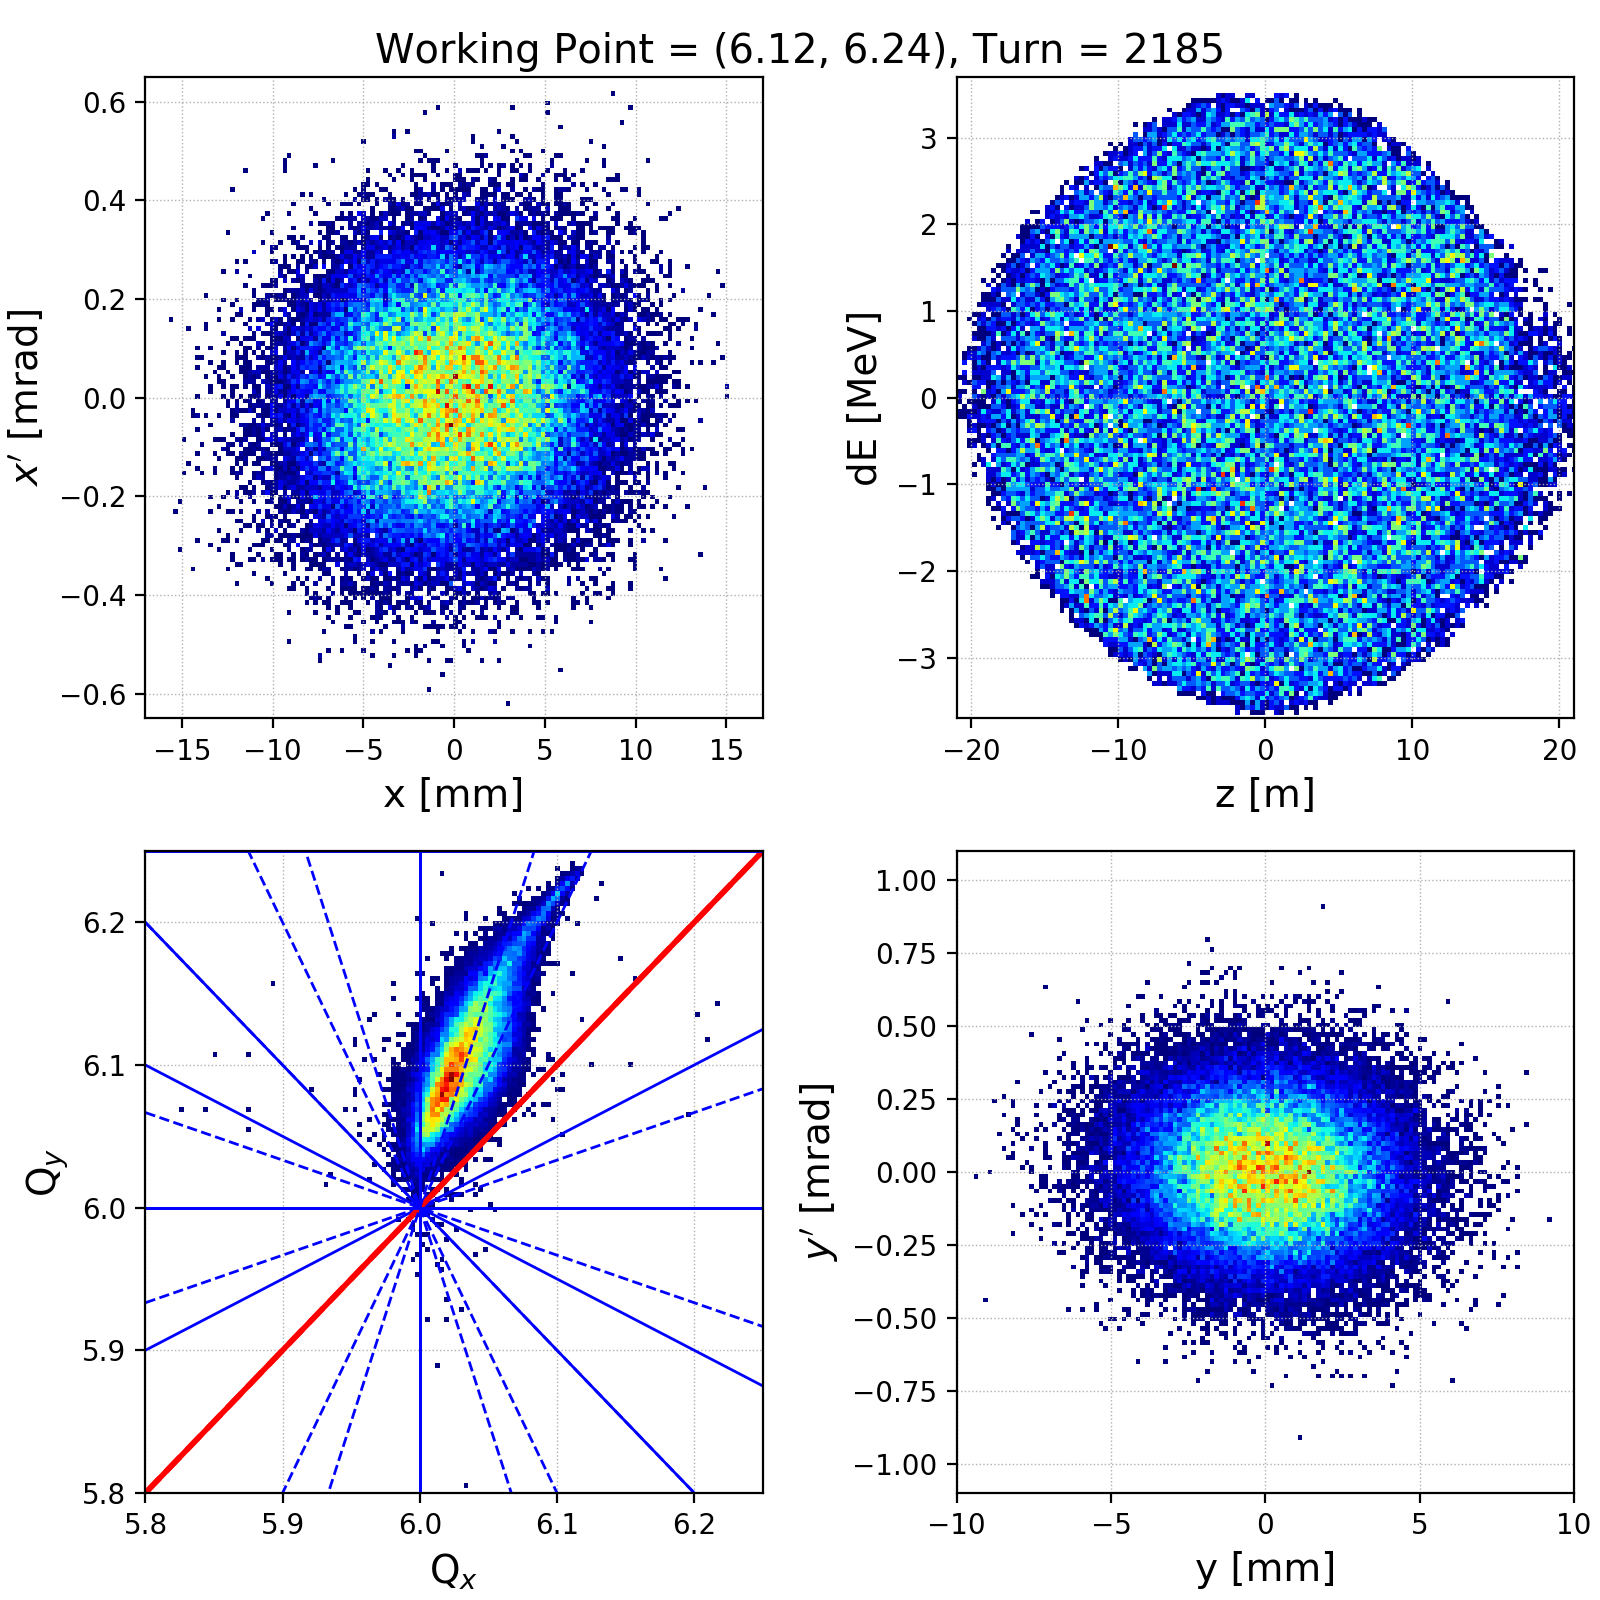 Working Point = (6.12, 6.24), Turn = 2185
0.6
0.4
0.2
0.0
−0.2
−0.4
−0.6
x′ [mrad]
−15 −10 −5 0 5 10 15
x [mm]
3
2
1
0
−1
−2
−3
dE [MeV]
−20 −10 0 10 20
z [m]
6.2
6.1
6.0
5.9
5.8
Qy
5.8 5.9 6.0 6.1 6.2
Qx
1.00
0.75
0.50
0.25
0.00
−0.25
−0.50
−0.75
−1.00
y′ [mrad]
−10 −5 0 5 10
y [mm]